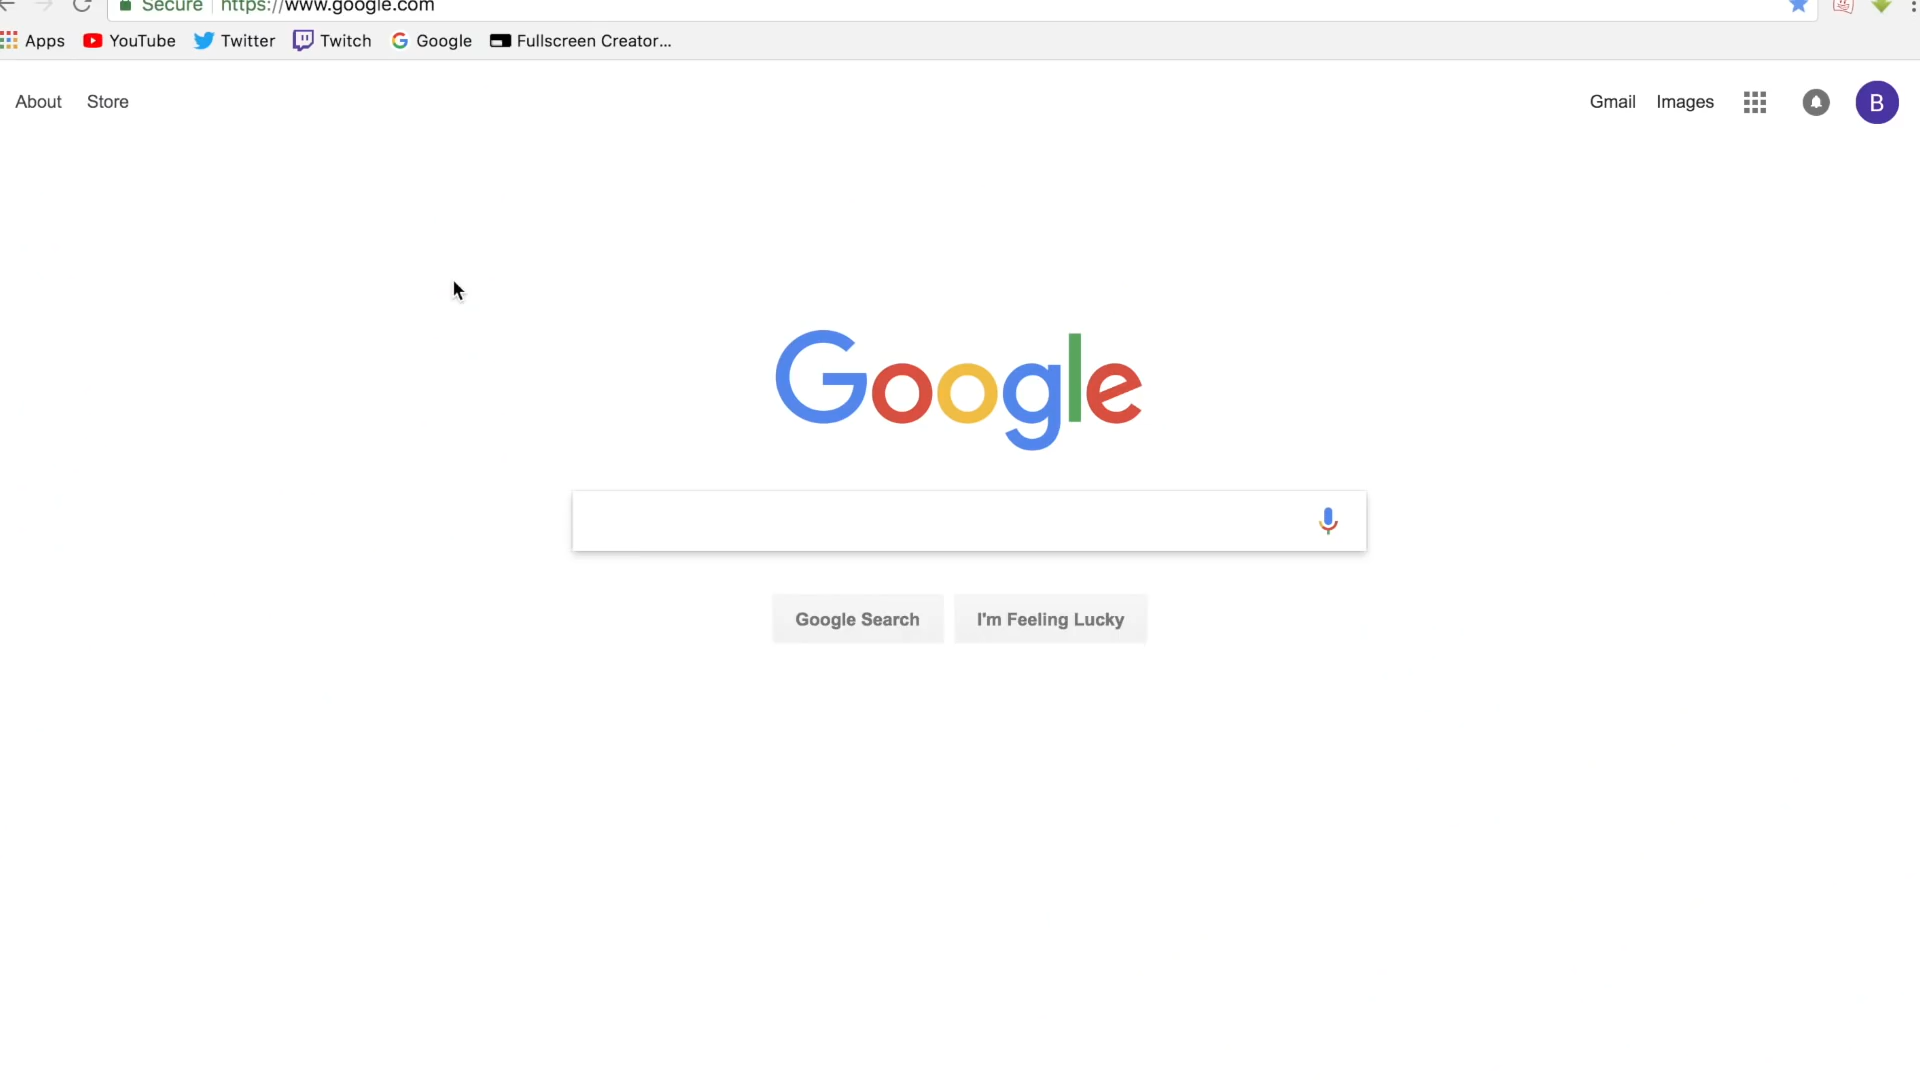 Secure https://www.google.com
Apps YouTube Twitter Twitch Google Fullscreen Creator...
About Store Gmail Images B
Google
Google Search I'm Feeling Lucky